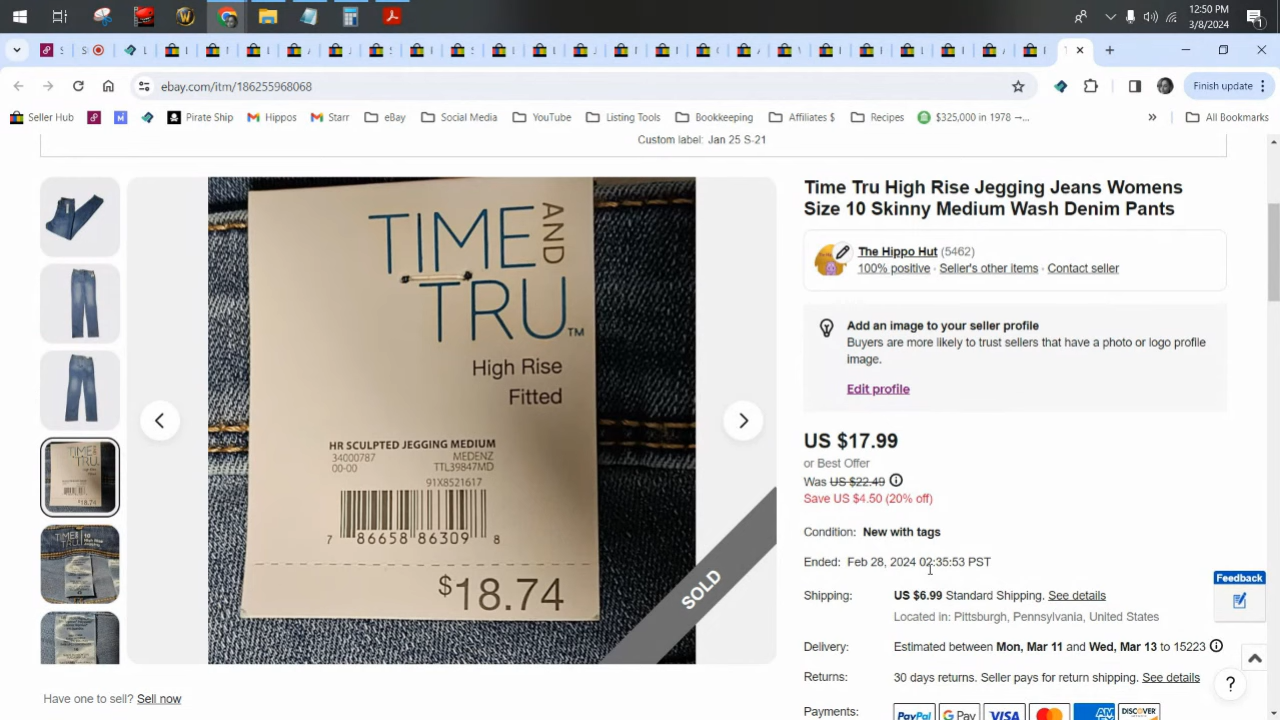 12:50 PM
3/8/2024
ebay.com/itm/186255968068
Finish update
Seller Hub
Pirate Ship
Hippos
Starr
eBay
Social Media
YouTube
Listing Tools
Bookkeeping
Affiliates $
Recipes
$325,000 in 1978 →...
»
All Bookmarks
Custom label: Jan 25 S-21
TIME AND TRU™
High Rise
Fitted
HR SCULPTED JEGGING MEDIUM
34000787 MEDENZ
00-00 TTL39847MD
91X8521617
7 86658 86309 8
$18.74
SOLD
Have one to sell? Sell now
Time Tru High Rise Jegging Jeans Womens
Size 10 Skinny Medium Wash Denim Pants
The Hippo Hut (5462)
100% positive · Seller's other items · Contact seller
Add an image to your seller profile
Buyers are more likely to trust sellers that have a photo or logo profile
image.
Edit profile
US $17.99
or Best Offer
Was US $22.49
Save US $4.50 (20% off)
Condition: New with tags
Ended: Feb 28, 2024 02:35:53 PST
Shipping: US $6.99 Standard Shipping. See details
Located in: Pittsburgh, Pennsylvania, United States
Delivery: Estimated between Mon, Mar 11 and Wed, Mar 13 to 15223
Returns: 30 days returns. Seller pays for return shipping. See details
Payments: PayPal G Pay VISA DISCOVER
Feedback
?